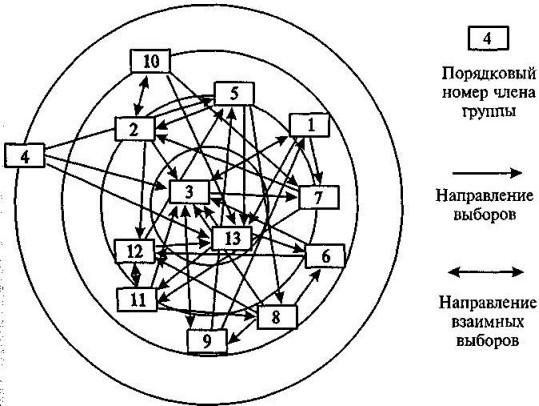 10
5
2
1
4
3
7
13
12
6
11
8
9
4
Порядковый
номер члена
группы
Направление
выборов
Направление
взаимных
выборов